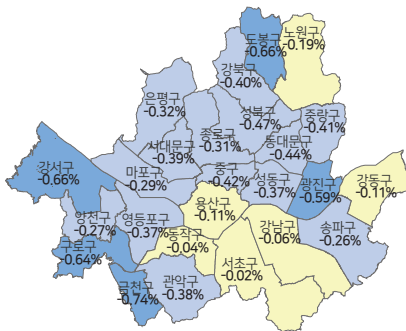 노원구
-0.19%
도봉구
-0.66%
강북구
-0.40%
은평구
-0.32%
성북구
-0.47%
중랑구
-0.41%
종로구
-0.31%
동대문구
-0.44%
서대문구
-0.39%
강서구
-0.66%
마포구
-0.29%
중구
-0.42%
성동구
-0.37%
광진구
-0.59%
강동구
-0.11%
용산구
-0.11%
양천구
-0.27%
영등포구
-0.37%
동작구
-0.04%
강남구
-0.06%
송파구
-0.26%
구로구
-0.64%
서초구
-0.02%
금천구
-0.74%
관악구
-0.38%